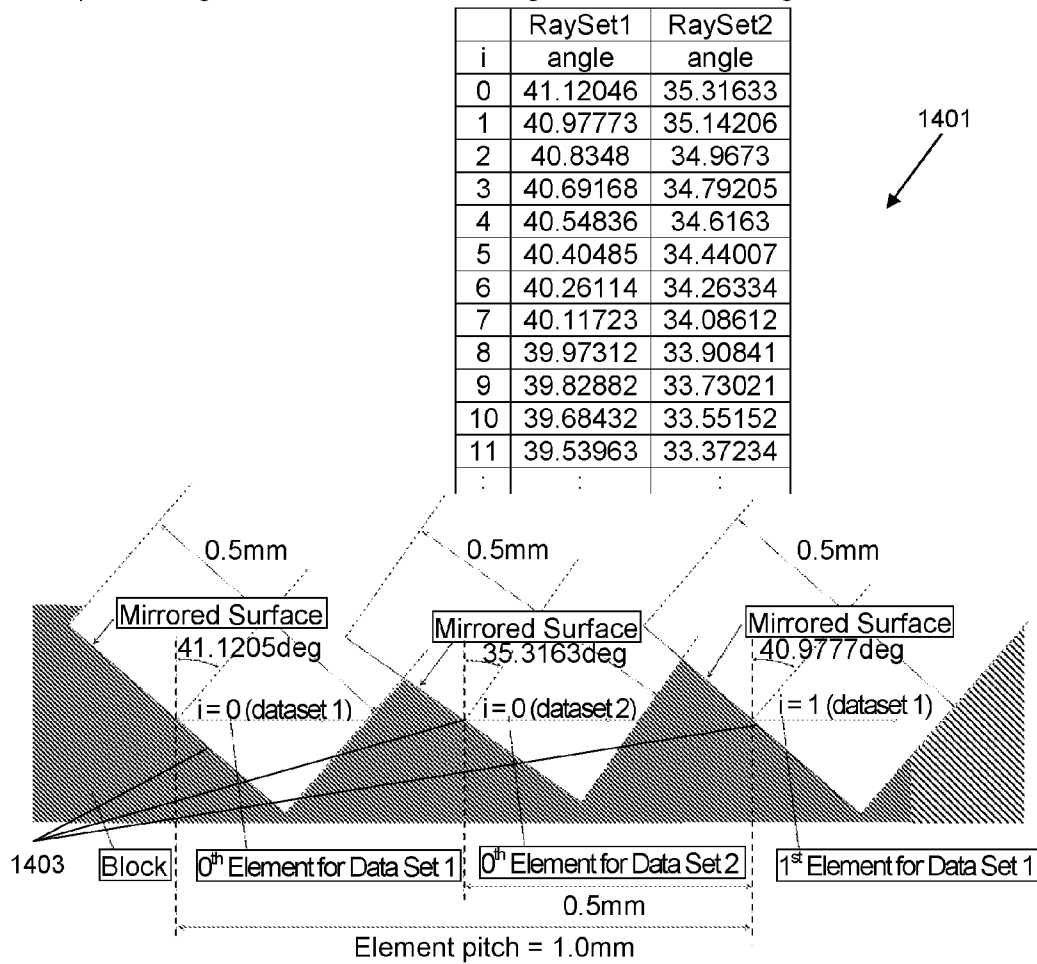 RaySet1 RaySet2
i angle angle
0 41.12046 35.31633
1 40.97773 35.14206
2 40.8348 34.9673
3 40.69168 34.79205
4 40.54836 34.6163
5 40.40485 34.44007
6 40.26114 34.26334
7 40.11723 34.08612
8 39.97312 33.90841
9 39.82882 33.73021
10 39.68432 33.55152
11 39.53963 33.37234
: : :
1401
0.5mm 0.5mm 0.5mm
Mirrored Surface Mirrored Surface Mirrored Surface
41.1205deg 35.3163deg 40.9777deg
i = 0 (dataset 1) i = 0 (dataset 2) i = 1 (dataset 1)
1403 Block 0th Element for Data Set 1 0th Element for Data Set 2 1st Element for Data Set 1
0.5mm
Element pitch = 1.0mm